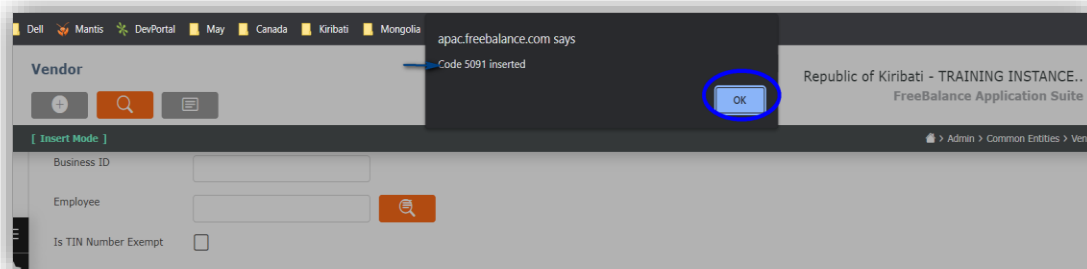 Dell Mantis DevPortal May Canada Kiribati Mongolia
apac.freebalance.com says
Code 5091 inserted
OK
Vendor
Republic of Kiribati - TRAINING INSTANCE..
FreeBalance Application Suite
[ Insert Mode ]
> Admin > Common Entities > Ven
Business ID
Employee
Is TIN Number Exempt